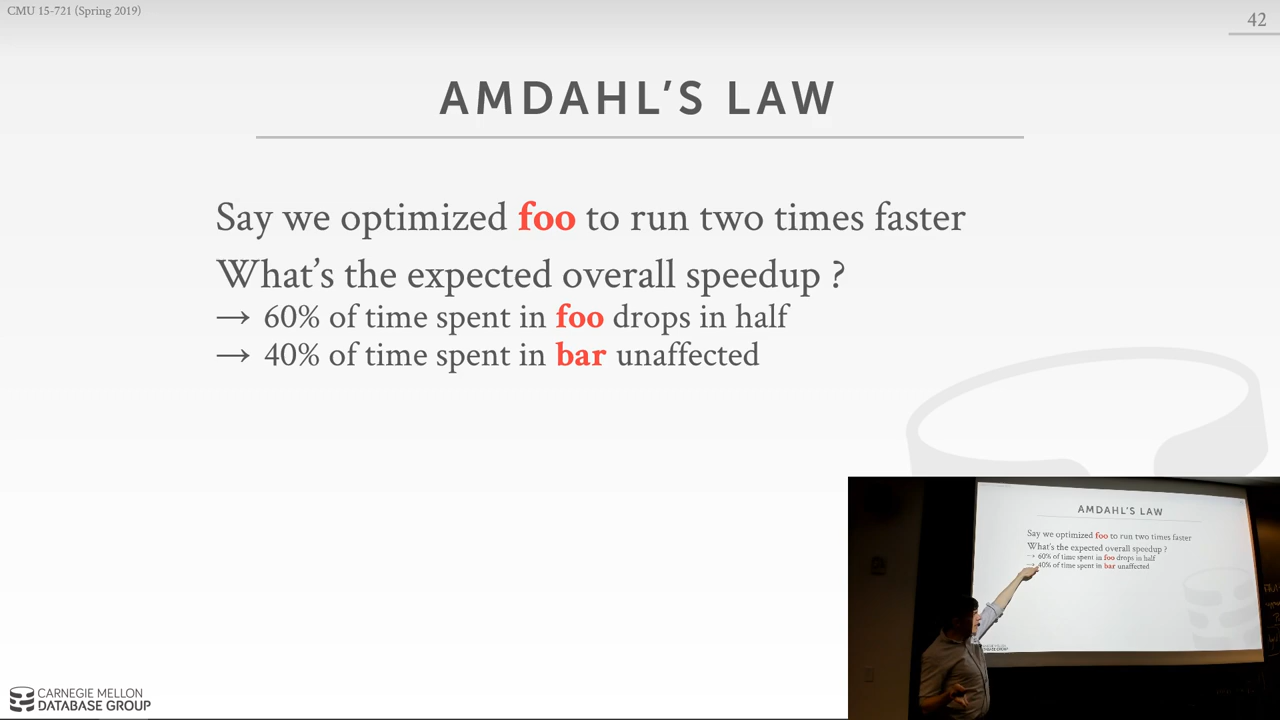 CMU 15-721 (Spring 2019)
42
AMDAHL’S LAW
Say we optimized foo to run two times faster
What’s the expected overall speedup ?
→ 60% of time spent in foo drops in half
→ 40% of time spent in bar unaffected
AMDAHL'S LAW
Say we optimized foo to run two times faster
What's the expected overall speedup ?
→ 60% of time spent in foo drops in half
→ 40% of time spent in bar unaffected
CARNEGIE MELLON
DATABASE GROUP